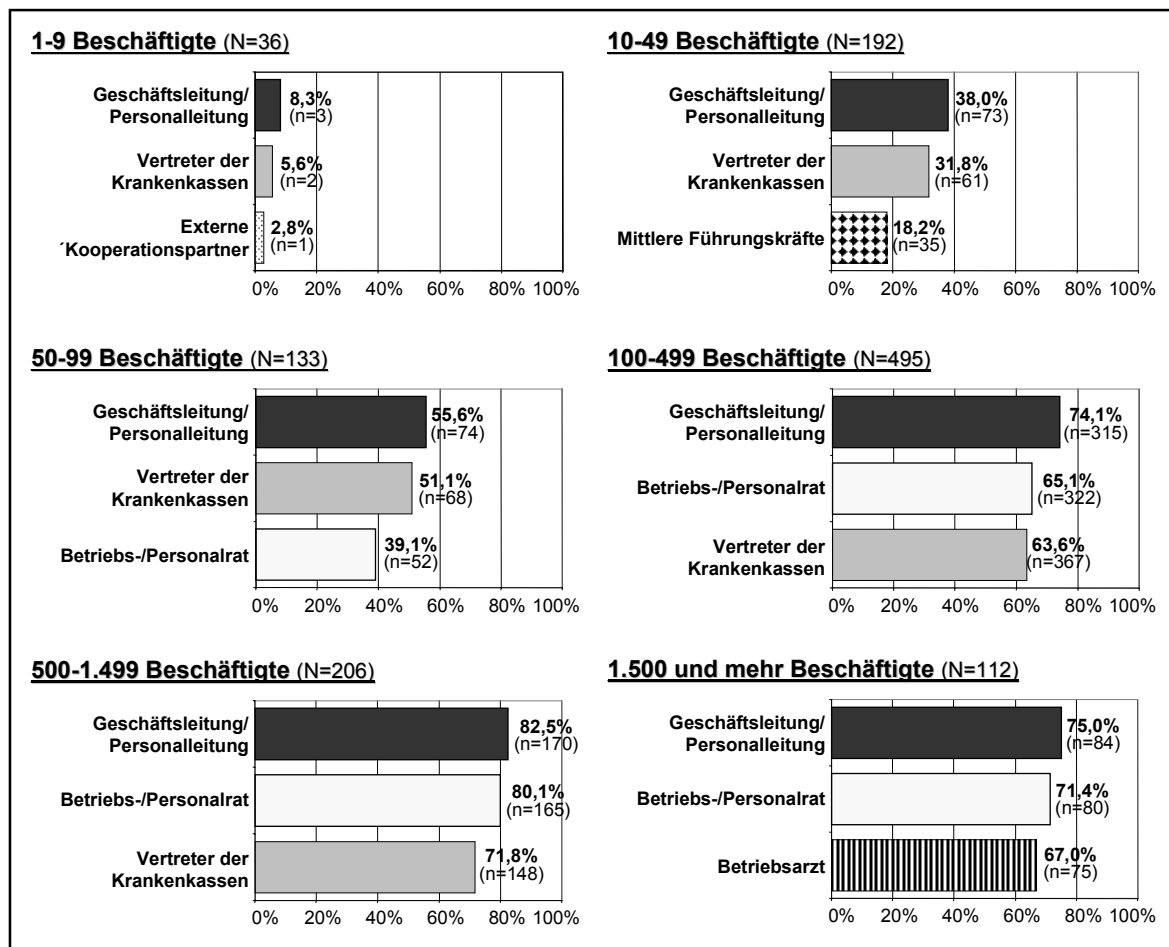 1-9 Beschäftigte (N=36)
Geschäftsleitung/
Personalleitung
8,3%
(n=3)
Vertreter der
Krankenkassen
5,6%
(n=2)
Externe
´Kooperationspartner
2,8%
(n=1)
0% 20% 40% 60% 80% 100%
10-49 Beschäftigte (N=192)
Geschäftsleitung/
Personalleitung
38,0%
(n=73)
Vertreter der
Krankenkassen
31,8%
(n=61)
Mittlere Führungskräfte
18,2%
(n=35)
0% 20% 40% 60% 80% 100%
50-99 Beschäftigte (N=133)
Geschäftsleitung/
Personalleitung
55,6%
(n=74)
Vertreter der
Krankenkassen
51,1%
(n=68)
Betriebs-/Personalrat
39,1%
(n=52)
0% 20% 40% 60% 80% 100%
100-499 Beschäftigte (N=495)
Geschäftsleitung/
Personalleitung
74,1%
(n=315)
Betriebs-/Personalrat
65,1%
(n=322)
Vertreter der
Krankenkassen
63,6%
(n=367)
0% 20% 40% 60% 80% 100%
500-1.499 Beschäftigte (N=206)
Geschäftsleitung/
Personalleitung
82,5%
(n=170)
Betriebs-/Personalrat
80,1%
(n=165)
Vertreter der
Krankenkassen
71,8%
(n=148)
0% 20% 40% 60% 80% 100%
1.500 und mehr Beschäftigte (N=112)
Geschäftsleitung/
Personalleitung
75,0%
(n=84)
Betriebs-/Personalrat
71,4%
(n=80)
Betriebsarzt
67,0%
(n=75)
0% 20% 40% 60% 80% 100%